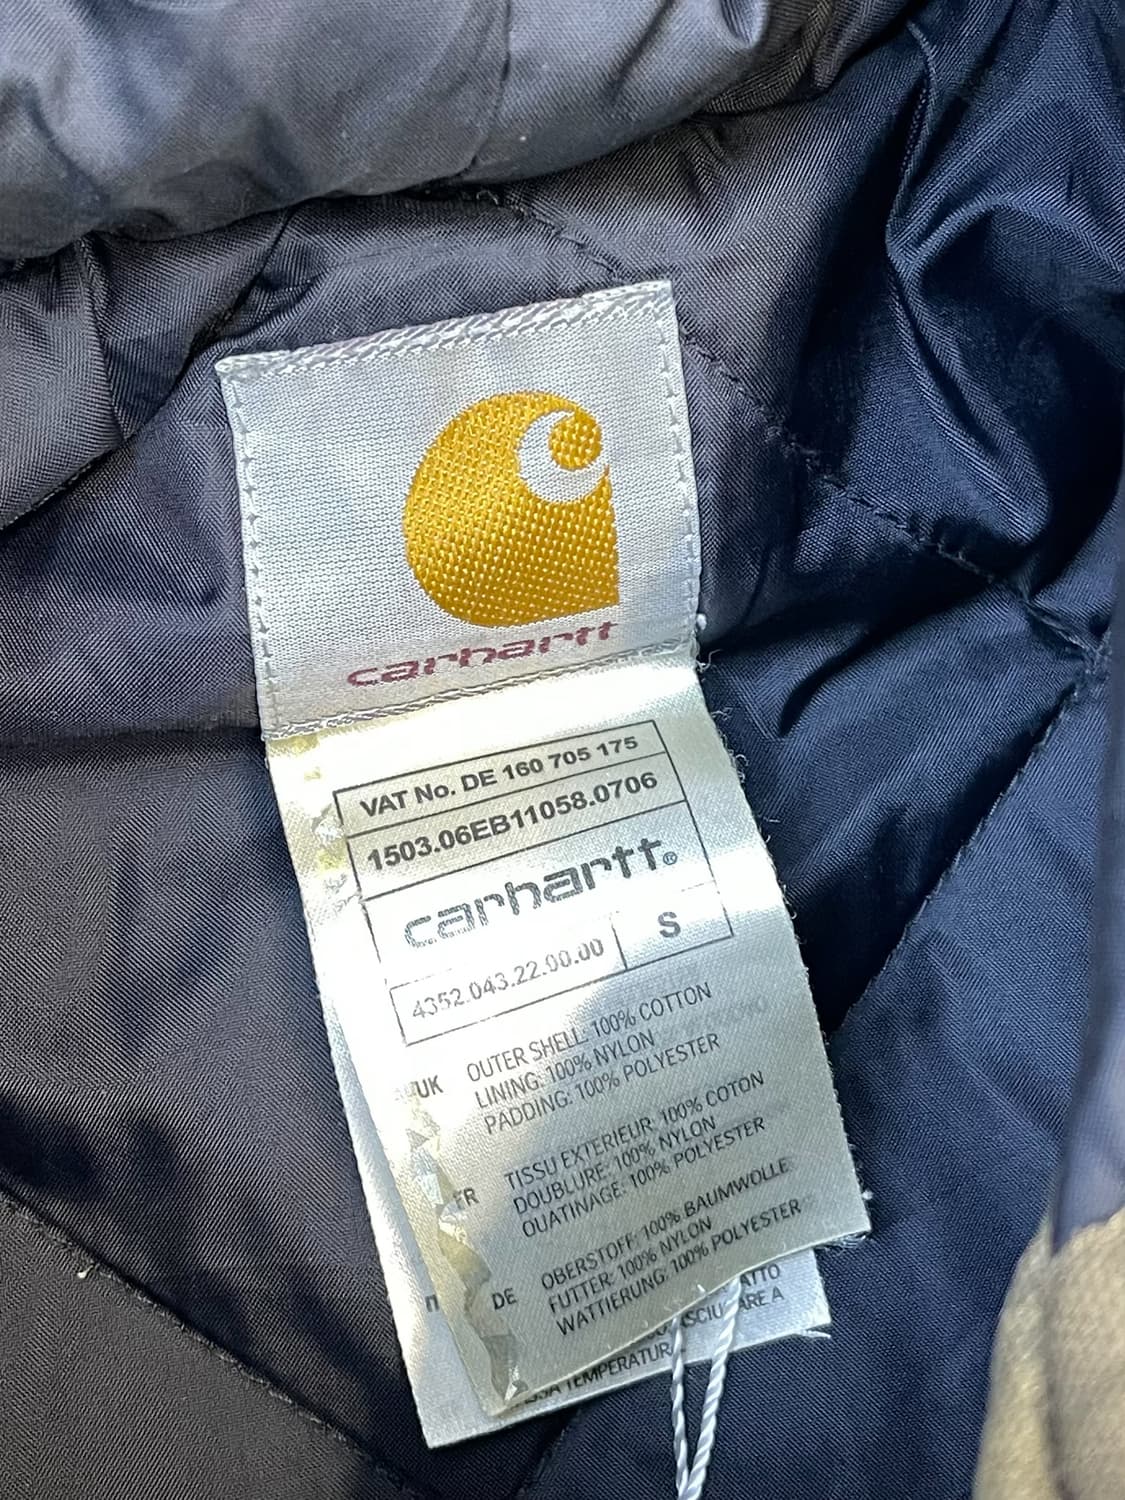 carhartt
VAT No. DE 160 705 175
1503.06EB11058.0706
carhartt®
4352.043.22.00.00 S
UK OUTER SHELL: 100% COTTON
LINING: 100% NYLON
PADDING: 100% POLYESTER
FR TISSU EXTERIEUR: 100% COTON
DOUBLURE: 100% NYLON
OUATINAGE: 100% POLYESTER
DE OBERSTOFF: 100% BAUMWOLLE
FUTTER: 100% NYLON
WATTIERUNG: 100% POLYESTER
ARE A
TEMPERATURA